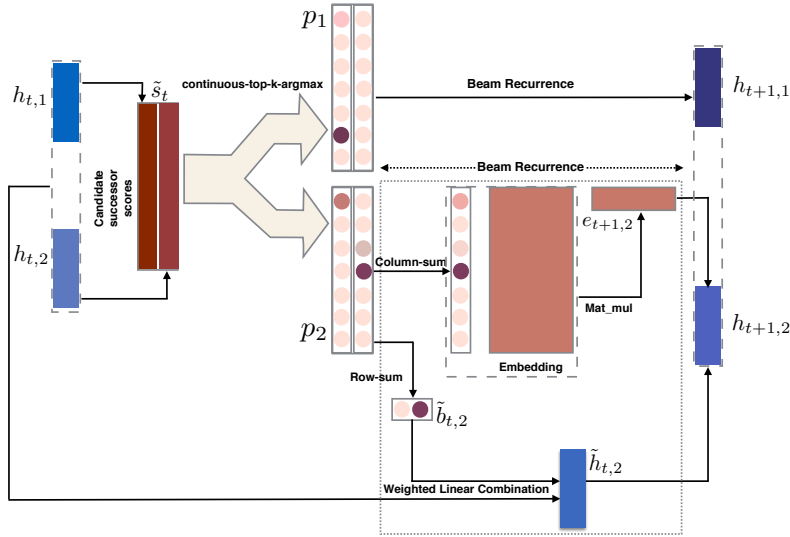 p₁
h_{t,1}
s̃_t
continuous-top-k-argmax
Beam Recurrence
h_{t+1,1}
Candidate
successor
scores
Beam Recurrence
h_{t,2}
Column-sum
e_{t+1,2}
Mat_mul
h_{t+1,2}
p₂
Embedding
Row-sum
b̃_{t,2}
h̃_{t,2}
Weighted Linear Combination